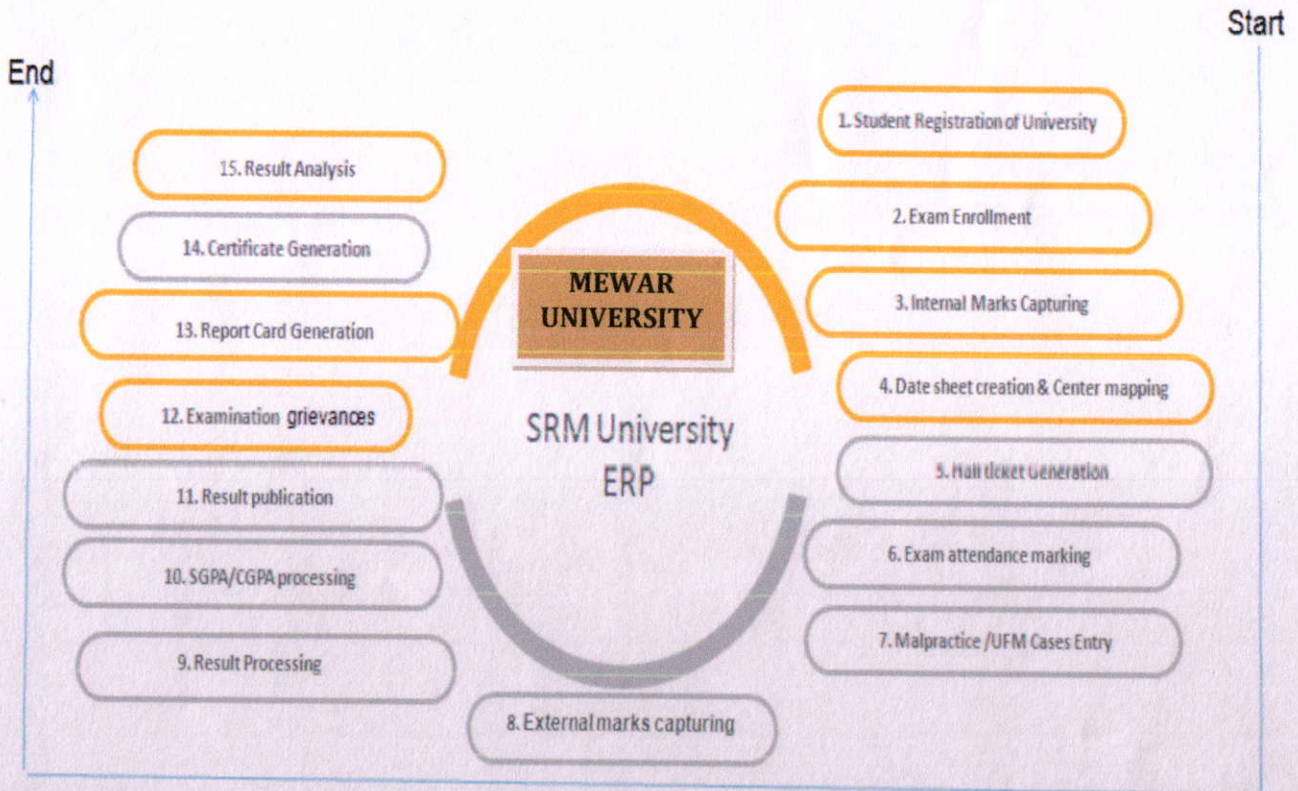 Start
End
1. Student Registration of University
2. Exam Enrollment
3. Internal Marks Capturing
4. Date sheet creation & Center mapping
5. Hall ticket Generation
6. Exam attendance marking
7. Malpractice /UFM Cases Entry
8. External marks capturing
9. Result Processing
10. SGPA/CGPA processing
11. Result publication
12. Examination grievances
13. Report Card Generation
14. Certificate Generation
15. Result Analysis
MEWAR
UNIVERSITY
SRM University
ERP